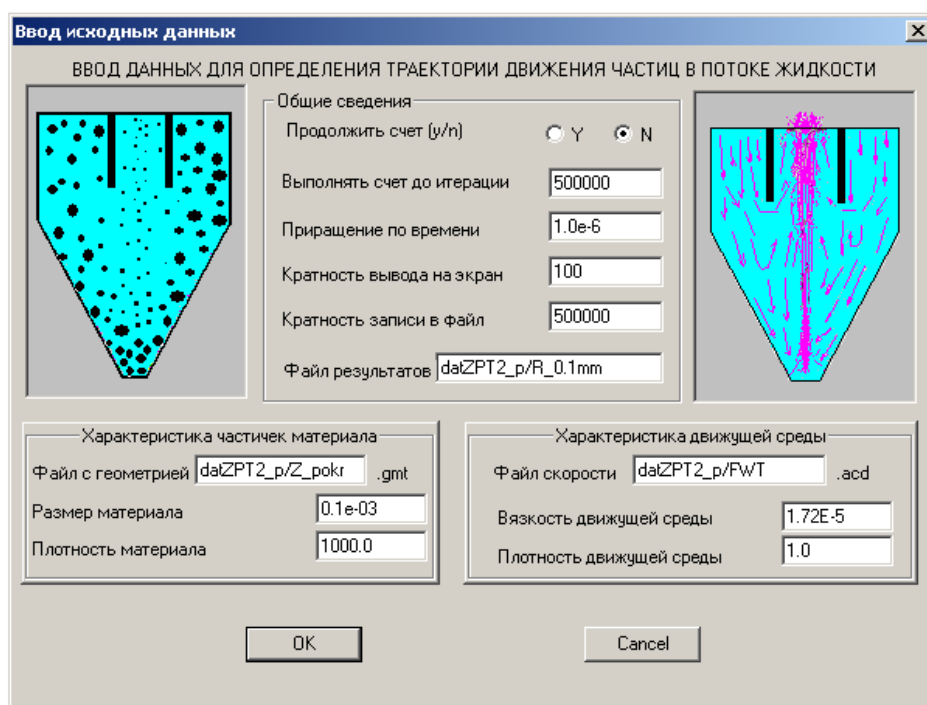 Ввод исходных данных
ВВОД ДАННЫХ ДЛЯ ОПРЕДЕЛЕНИЯ ТРАЕКТОРИИ ДВИЖЕНИЯ ЧАСТИЦ В ПОТОКЕ ЖИДКОСТИ
Общие сведения
Продолжить счет (y/n) Y N
Выполнять счет до итерации 500000
Приращение по времени 1.0e-6
Кратность вывода на экран 100
Кратность записи в файл 500000
Файл результатов datZPT2_p/R_0.1mm
Характеристика частичек материала
Файл с геометрией datZPT2_p/Z_pokr .gmt
Размер материала 0.1e-03
Плотность материала 1000.0
Характеристика движущей среды
Файл скорости datZPT2_p/FWT .acd
Вязкость движущей среды 1.72E-5
Плотность движущей среды 1.0
OK Cancel